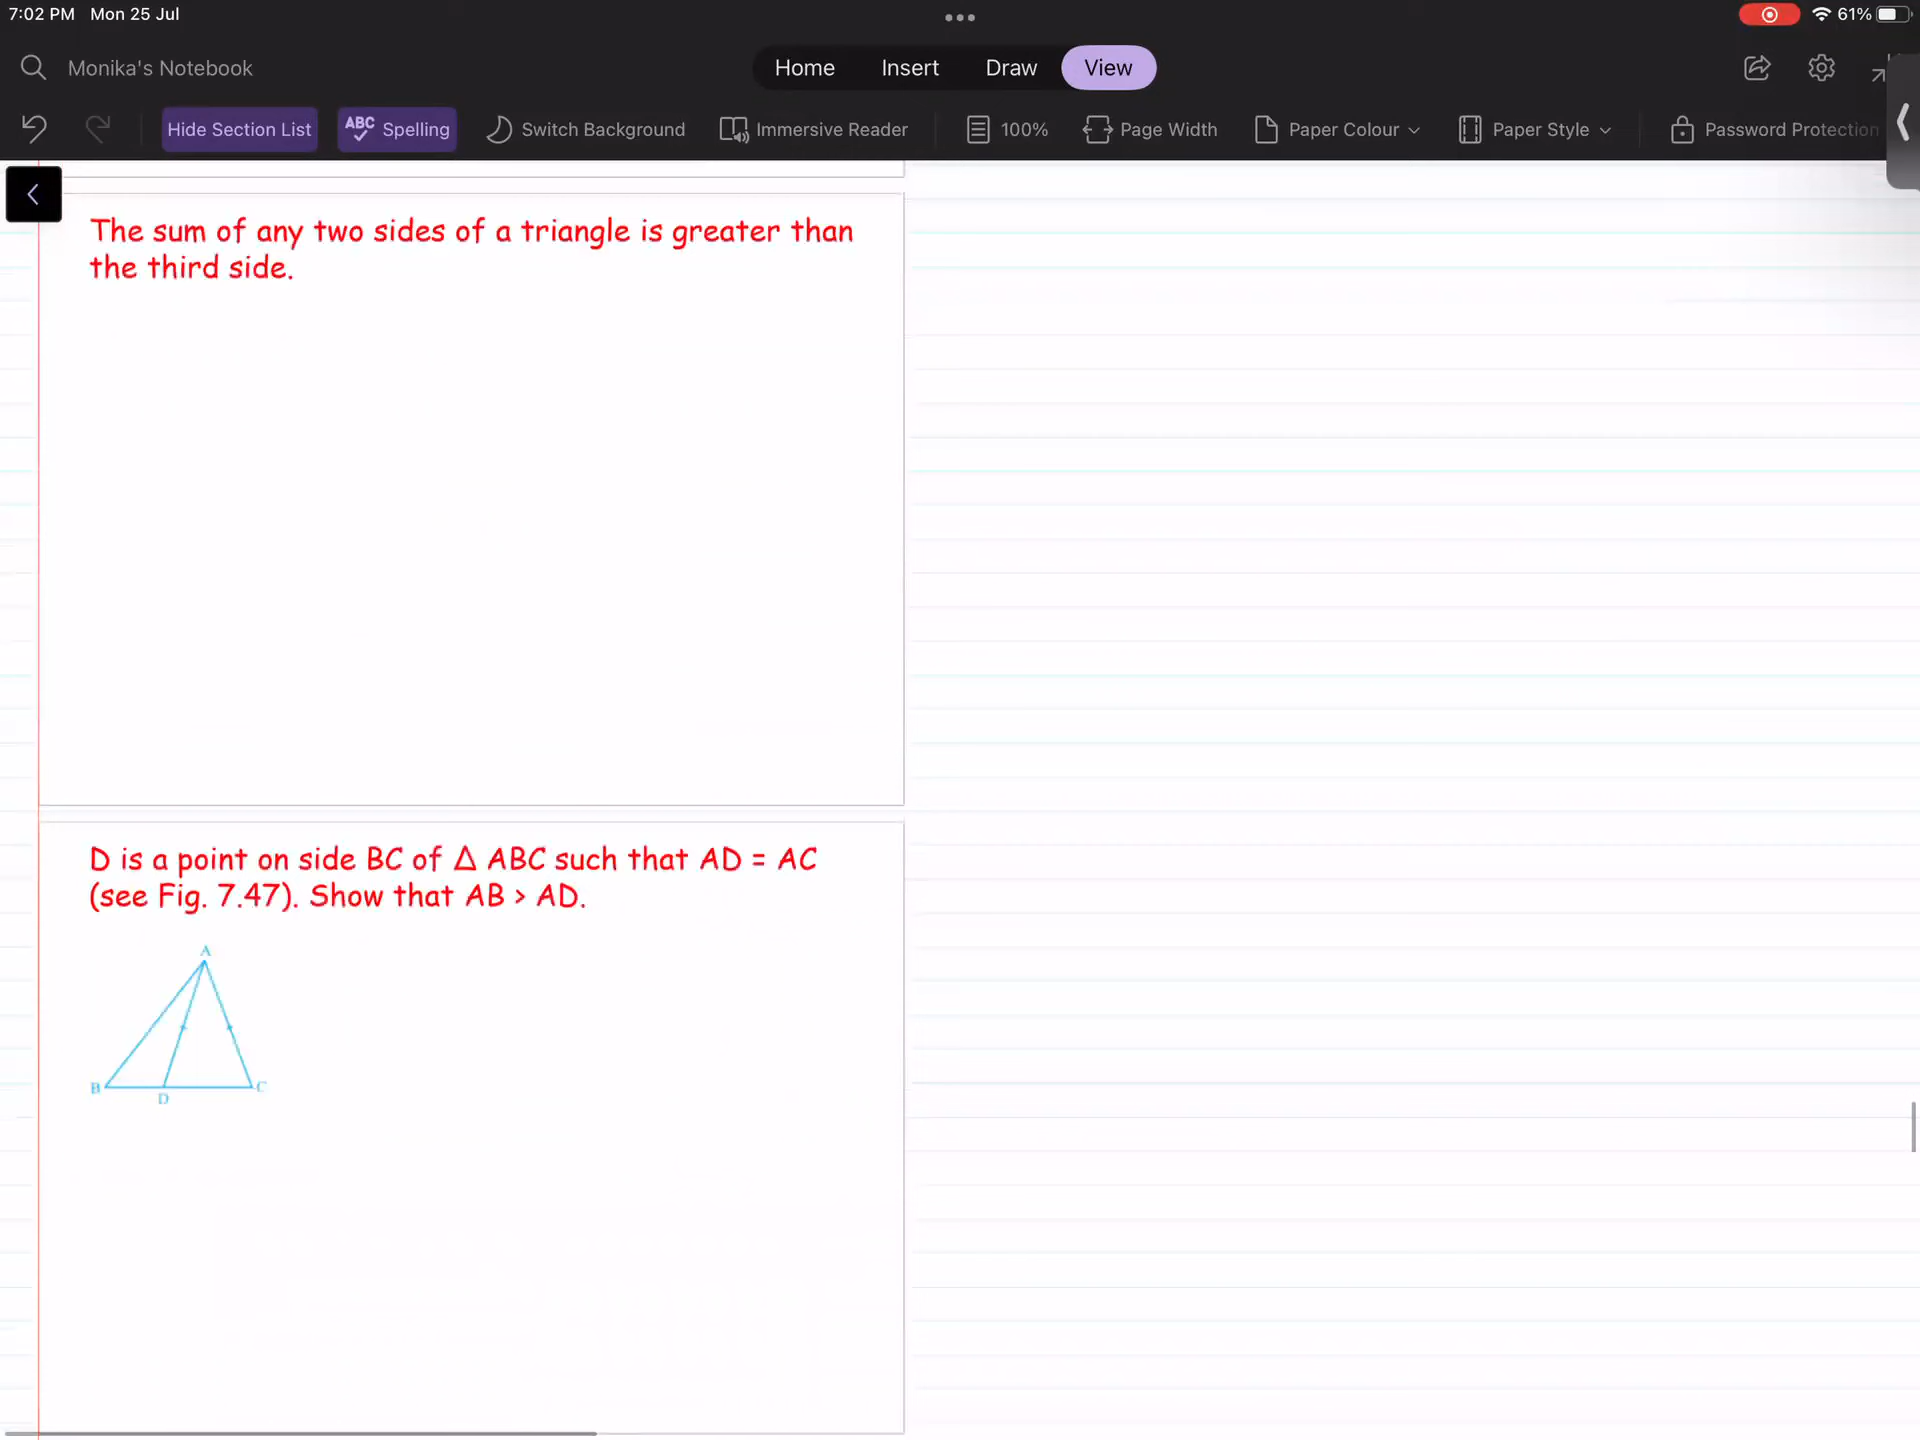 7:02 PM Mon 25 Jul
61%
Monika's Notebook
Home Insert Draw View
Hide Section List ABC Spelling Switch Background Immersive Reader 100% Page Width Paper Colour Paper Style Password Protection
The sum of any two sides of a triangle is greater than
the third side.
D is a point on side BC of Δ ABC such that AD = AC
(see Fig. 7.47). Show that AB > AD.
A
B
D
C